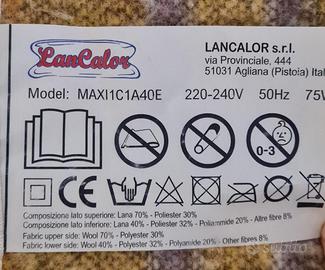 LanCalor
LANCALOR s.r.l.
via Provinciale, 444
51031 Agliana (Pistoia) Ital
Model: MAXI1C1A40E 220-240V 50Hz 75W
0-3
CE
Composizione lato superiore: Lana 70% - Poliestere 30%
Composizione lato inferiore: Lana 40% - Poliestere 32% - Poliammide 20% - Altre fibre 8%
Fabric upper side: Wool 70% - Polyester 30%
Fabric lower side: Wool 40% - Polyester 32% - Polyamide 20% - Other fibres 8%